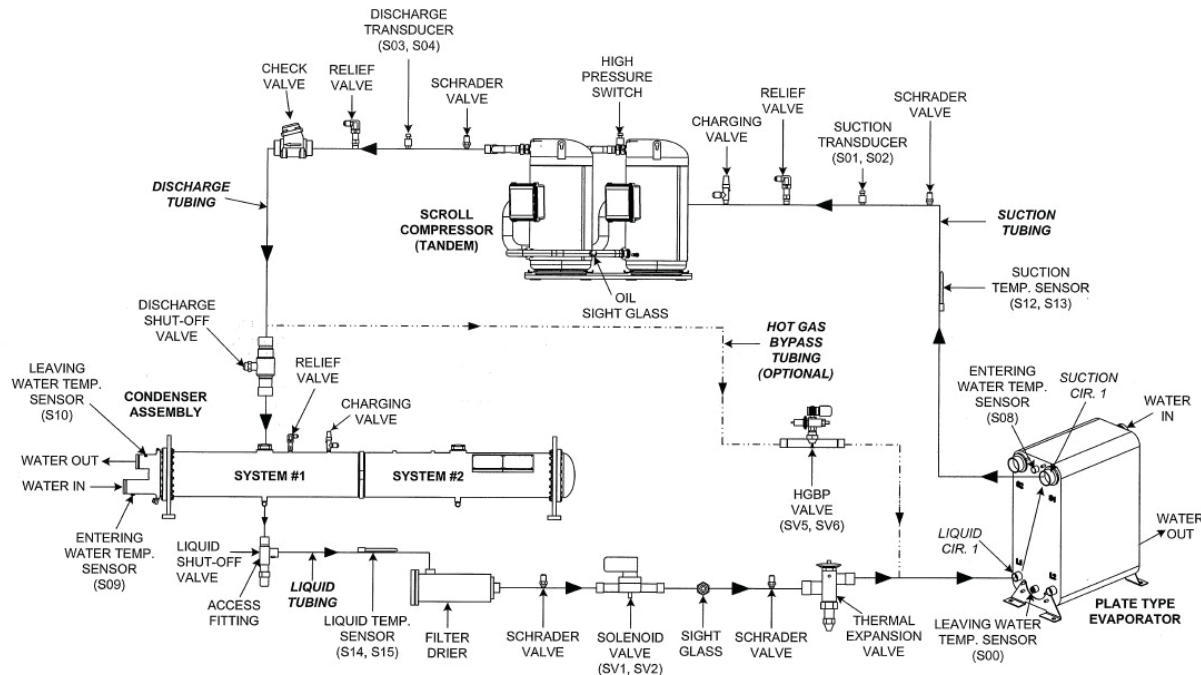 DISCHARGE
TRANSDUCER
(S03, S04)
CHECK
VALVE
RELIEF
VALVE
SCHRADER
VALVE
HIGH
PRESSURE
SWITCH
CHARGING
VALVE
RELIEF
VALVE
SUCTION
TRANSDUCER
(S01, S02)
SCHRADER
VALVE
DISCHARGE
TUBING
SCROLL
COMPRESSOR
(TANDEM)
SUCTION
TUBING
OIL
SIGHT GLASS
SUCTION
TEMP. SENSOR
(S12, S13)
DISCHARGE
SHUT-OFF
VALVE
HOT GAS
BYPASS
TUBING
(OPTIONAL)
LEAVING
WATER TEMP.
SENSOR
(S10)
CONDENSER
ASSEMBLY
RELIEF
VALVE
CHARGING
VALVE
ENTERING
WATER TEMP.
SENSOR
(S08)
SUCTION
CIR. 1
WATER
IN
WATER OUT
WATER IN
SYSTEM #1
SYSTEM #2
HGBP
VALVE
(SV5, SV6)
ENTERING
WATER TEMP.
SENSOR
(S09)
LIQUID
SHUT-OFF
VALVE
ACCESS
FITTING
LIQUID
TUBING
LIQUID TEMP.
SENSOR
(S14, S15)
FILTER
DRIER
SCHRADER
VALVE
SOLENOID
VALVE
(SV1, SV2)
SIGHT
GLASS
SCHRADER
VALVE
THERMAL
EXPANSION
VALVE
LIQUID
CIR. 1
WATER
OUT
LEAVING WATER
TEMP. SENSOR
(S00)
PLATE TYPE
EVAPORATOR